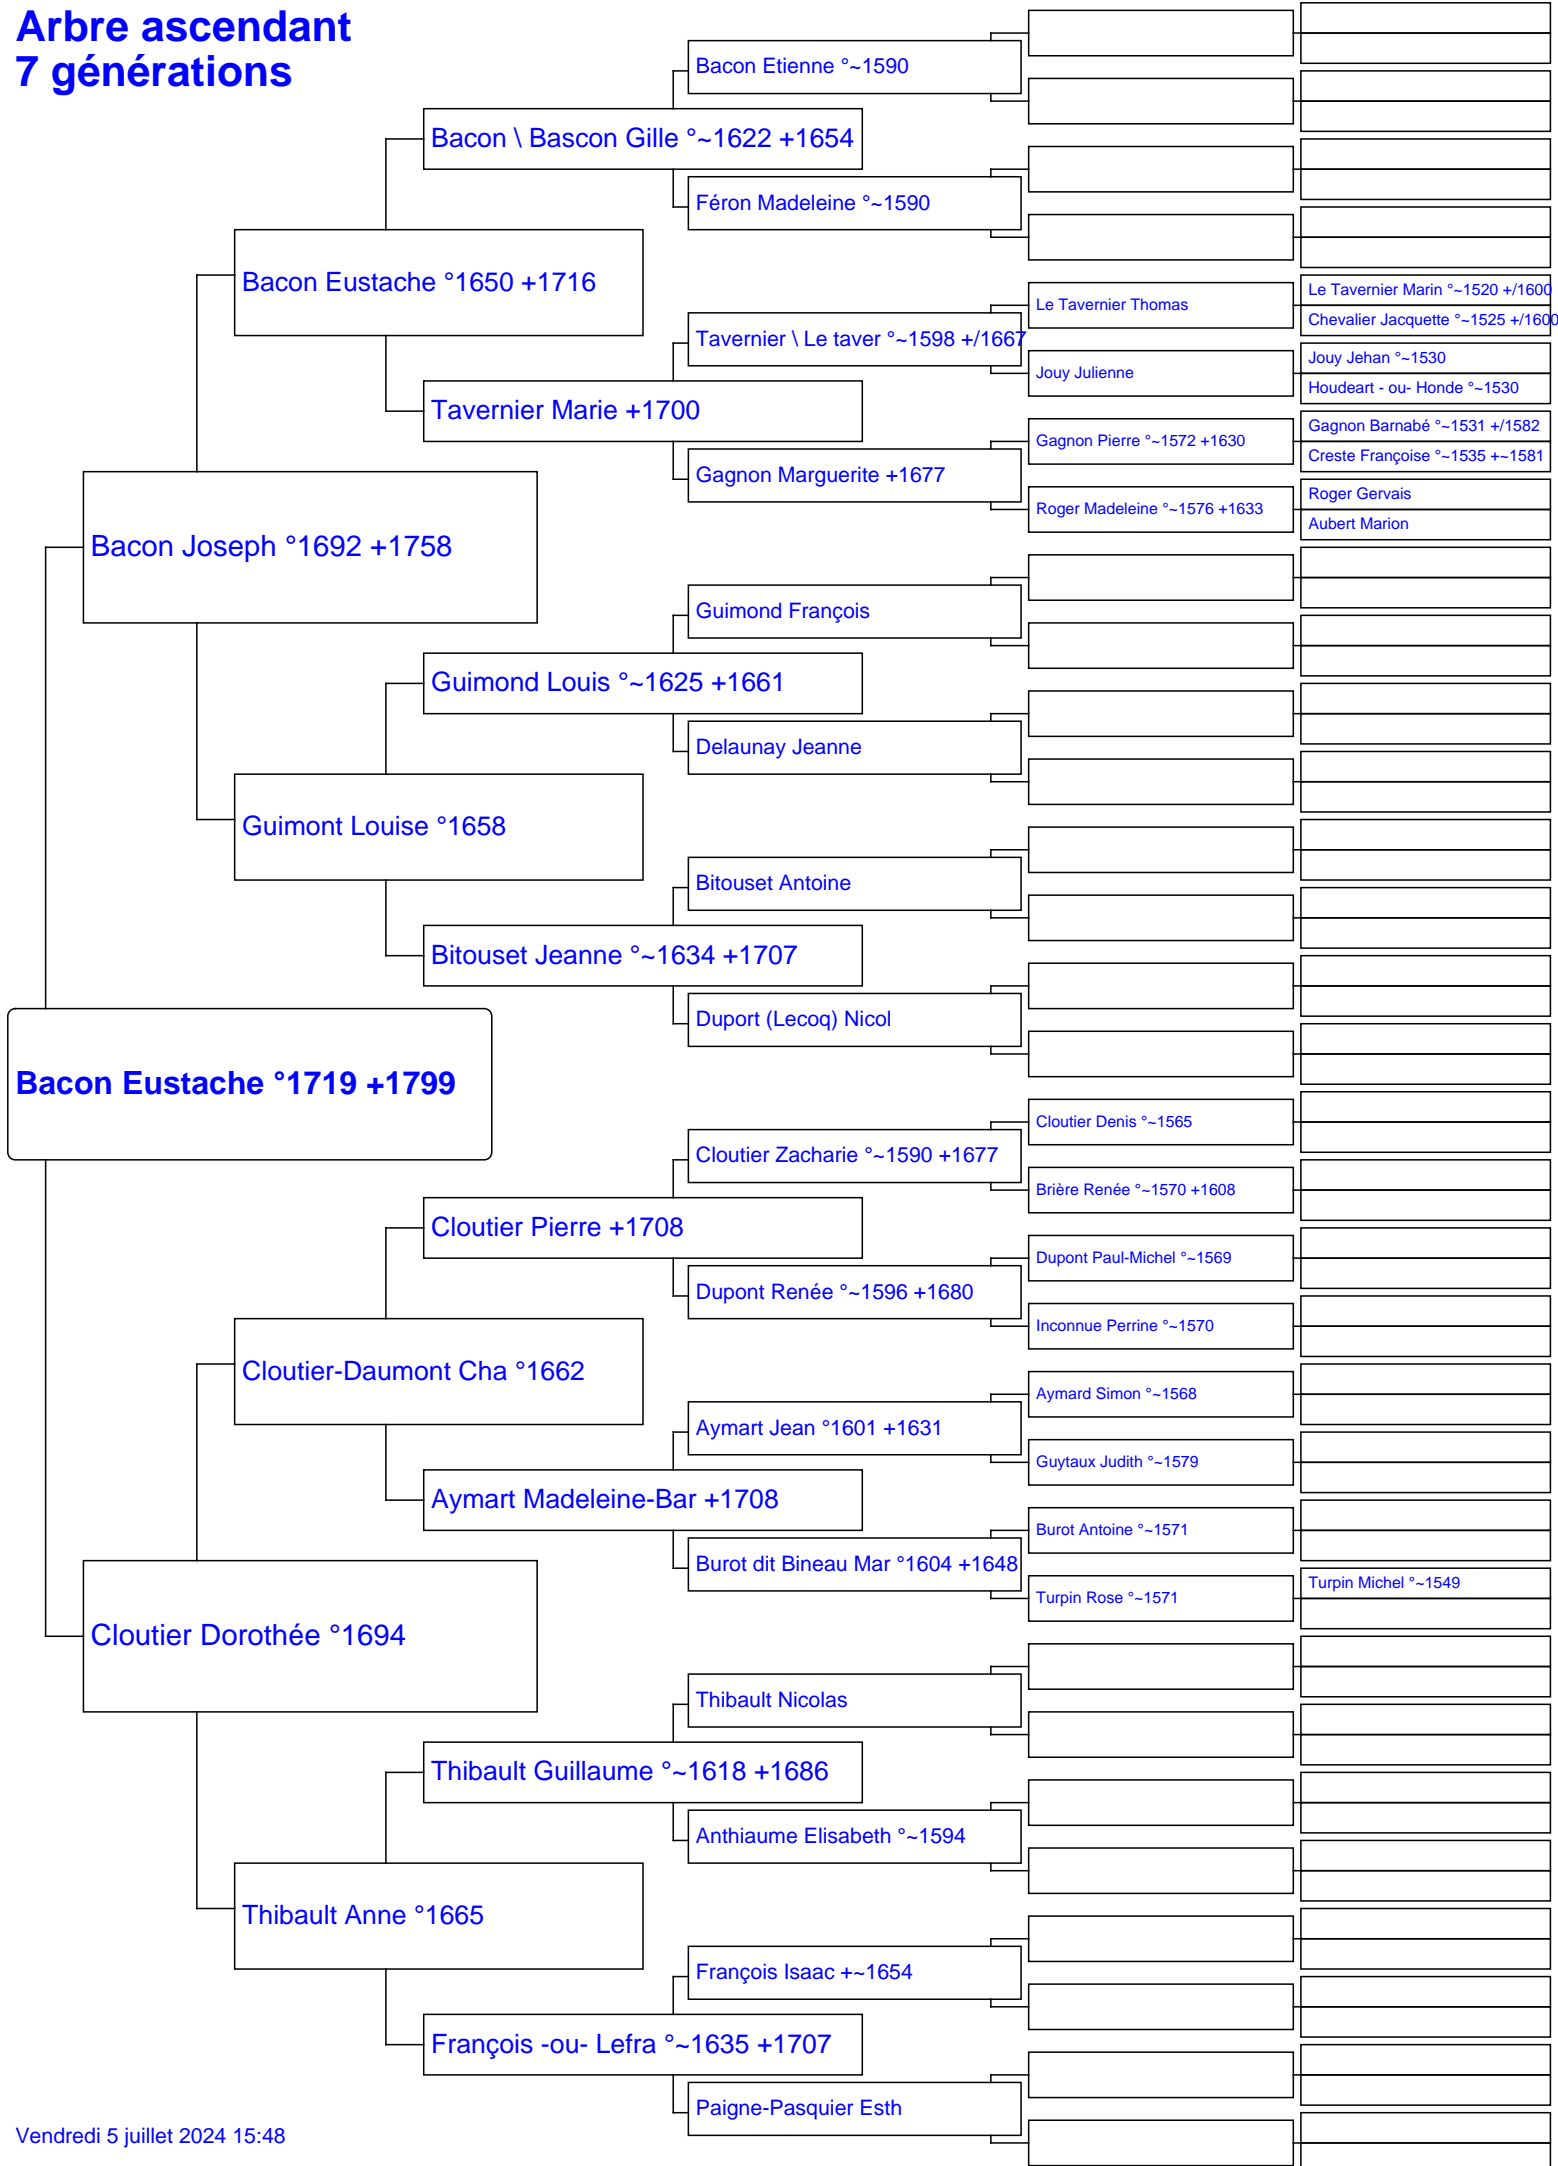 Arbre ascendant
7 générations
Bacon Eustache °1719 +1799
Bacon Joseph °1692 +1758
Cloutier Dorothée °1694
Bacon Eustache °1650 +1716
Guimont Louise °1658
Cloutier-Daumont Cha °1662
Thibault Anne °1665
Bacon \ Bascon Gille °~1622 +1654
Tavernier Marie +1700
Guimond Louis °~1625 +1661
Bitouset Jeanne °~1634 +1707
Cloutier Pierre +1708
Aymart Madeleine-Bar +1708
Thibault Guillaume °~1618 +1686
François -ou- Lefra °~1635 +1707
Bacon Etienne °~1590
Féron Madeleine °~1590
Tavernier \ Le taver °~1598 +/1667
Gagnon Marguerite +1677
Guimond François
Delaunay Jeanne
Bitouset Antoine
Duport (Lecoq) Nicol
Cloutier Zacharie °~1590 +1677
Dupont Renée °~1596 +1680
Aymart Jean °1601 +1631
Burot dit Bineau Mar °1604 +1648
Thibault Nicolas
Anthiaume Elisabeth °~1594
François Isaac +~1654
Paigne-Pasquier Esth
Le Tavernier Thomas
Jouy Julienne
Gagnon Pierre °~1572 +1630
Roger Madeleine °~1576 +1633
Cloutier Denis °~1565
Brière Renée °~1570 +1608
Dupont Paul-Michel °~1569
Inconnue Perrine °~1570
Aymard Simon °~1568
Guytaux Judith °~1579
Burot Antoine °~1571
Turpin Rose °~1571
Le Tavernier Marin °~1520 +/1600
Chevalier Jacquette °~1525 +/1600
Jouy Jehan °~1530
Houdeart - ou- Honde °~1530
Gagnon Barnabé °~1531 +/1582
Creste Françoise °~1535 +~1581
Roger Gervais
Aubert Marion
Turpin Michel °~1549
Vendredi 5 juillet 2024 15:48